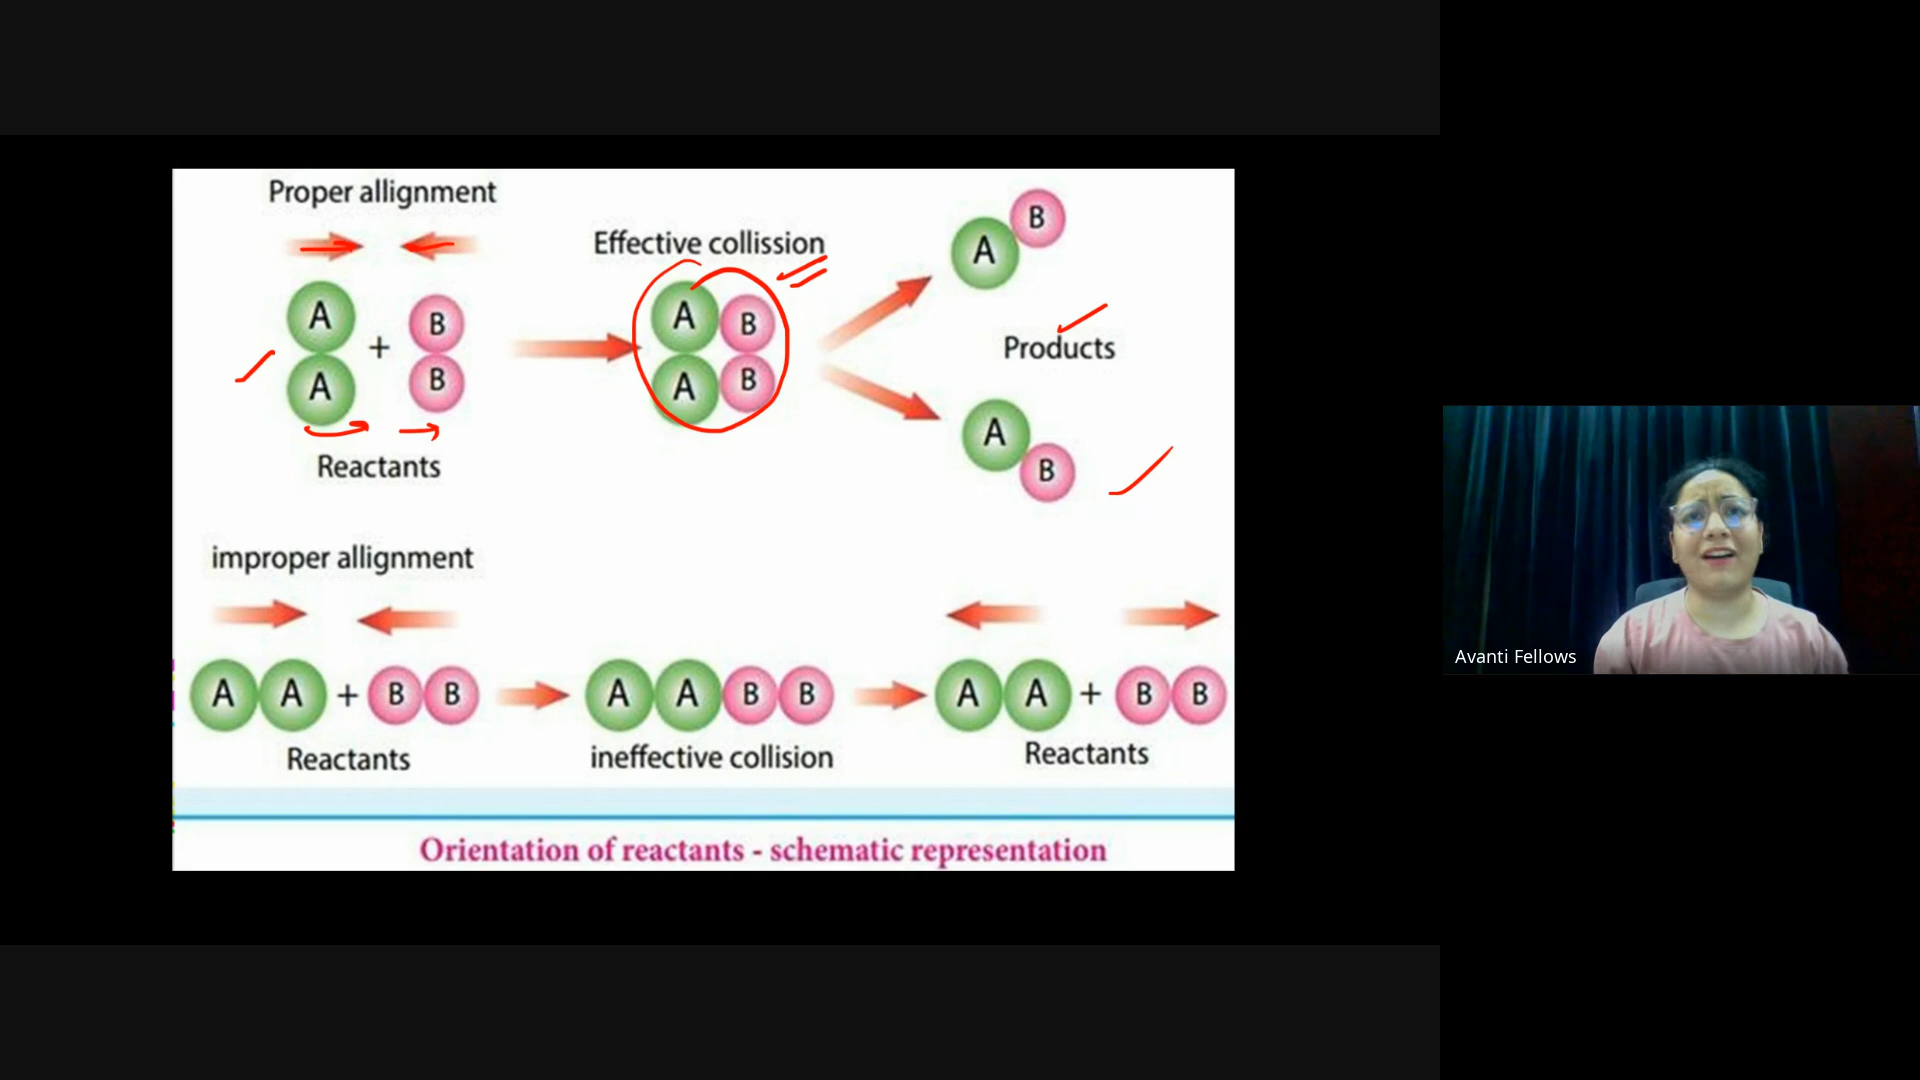 Proper allignment
Effective collission
A
B
A
A
B
B
A
B
+
A
B
A
B
Products
A
B
Reactants
improper allignment
A A + B B
A A B B
A A + B B
Reactants
ineffective collision
Reactants
Orientation of reactants - schematic representation
Avanti Fellows